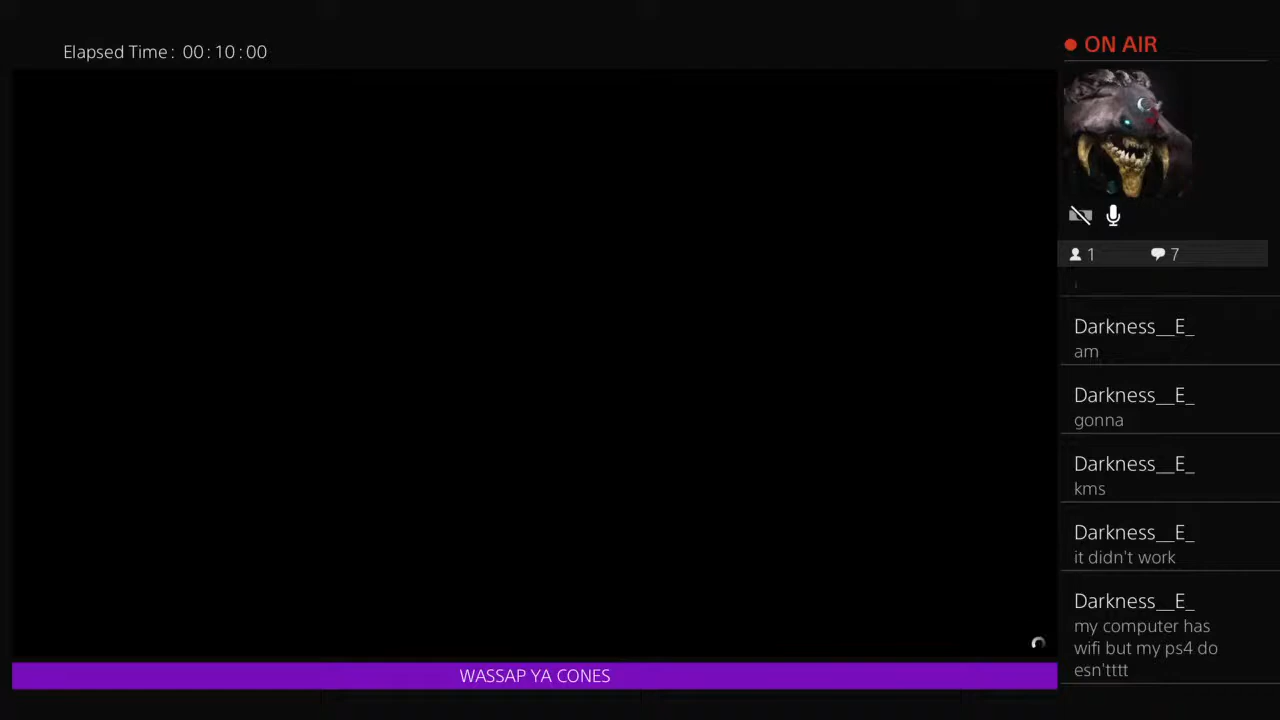 Elapsed Time: 00:10:00
ON AIR
1 7
Darkness__E_
am
Darkness__E_
gonna
Darkness__E_
kms
Darkness__E_
it didn't work
Darkness__E_
my computer has
wifi but my ps4 do
esn'tttt
WASSAP YA CONES